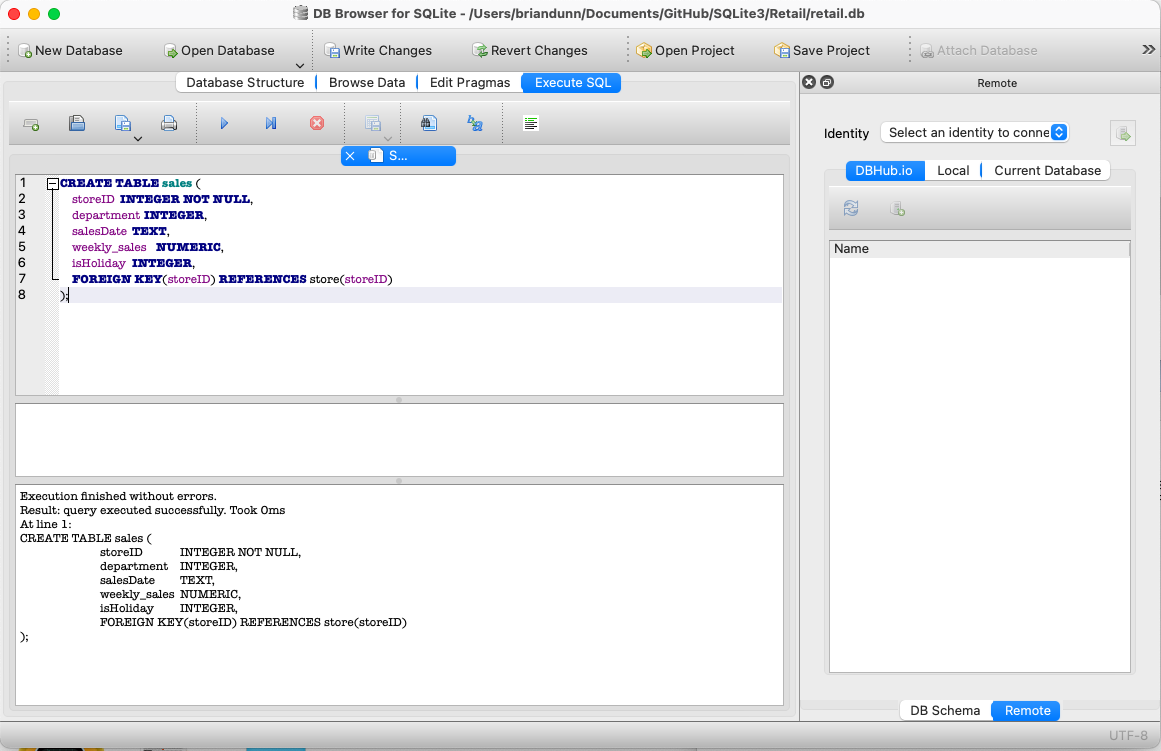 DB Browser for SQLite - /Users/briandunn/Documents/GitHub/SQLite3/Retail/retail.db
New Database Open Database Write Changes Revert Changes Open Project Save Project Attach Database »
Database Structure Browse Data Edit Pragmas Execute SQL
S...
1 CREATE TABLE sales (
2 storeID INTEGER NOT NULL,
3 department INTEGER,
4 salesDate TEXT,
5 weekly_sales NUMERIC,
6 isHoliday INTEGER,
7 FOREIGN KEY(storeID) REFERENCES store(storeID)
8 );
Execution finished without errors.
Result: query executed successfully. Took 0ms
At line 1:
CREATE TABLE sales (
storeID INTEGER NOT NULL,
department INTEGER,
salesDate TEXT,
weekly_sales NUMERIC,
isHoliday INTEGER,
FOREIGN KEY(storeID) REFERENCES store(storeID)
);
Remote
Identity Select an identity to conne
DBHub.io Local Current Database
Name
DB Schema Remote
UTF-8